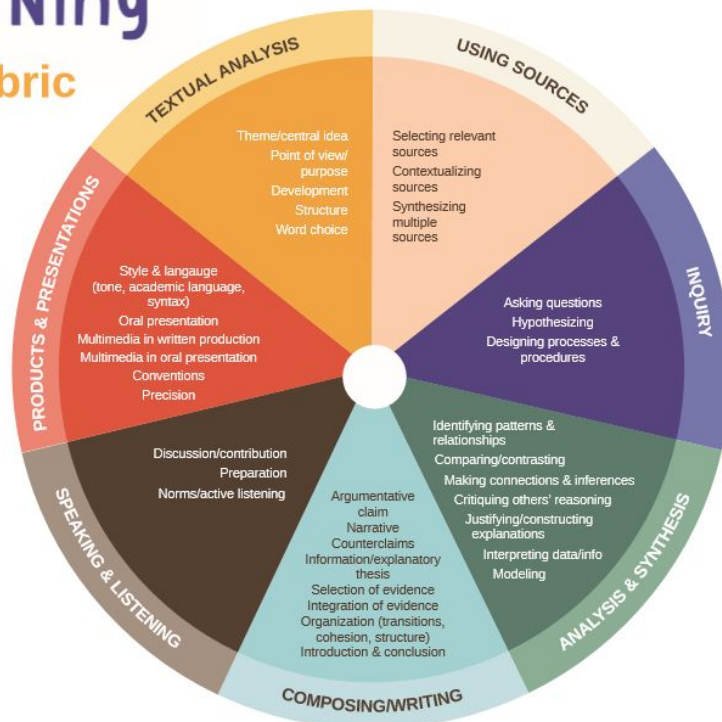 TEXTUAL ANALYSIS
Theme/central idea
Point of view/
purpose
Development
Structure
Word choice
USING SOURCES
Selecting relevant
sources
Contextualizing
sources
Synthesizing
multiple
sources
INQUIRY
Asking questions
Hypothesizing
Designing processes &
procedures
ANALYSIS & SYNTHESIS
Identifying patterns &
relationships
Comparing/contrasting
Making connections & inferences
Critiquing others' reasoning
Justifying/constructing
explanations
Interpreting data/info
Modeling
COMPOSING/WRITING
Argumentative
claim
Narrative
Counterclaims
Information/explanatory
thesis
Selection of evidence
Integration of evidence
Organization (transitions,
cohesion, structure)
Introduction & conclusion
SPEAKING & LISTENING
Discussion/contribution
Preparation
Norms/active listening
PRODUCTS & PRESENTATIONS
Style & langauge
(tone, academic language,
syntax)
Oral presentation
Multimedia in written production
Multimedia in oral presentation
Conventions
Precision